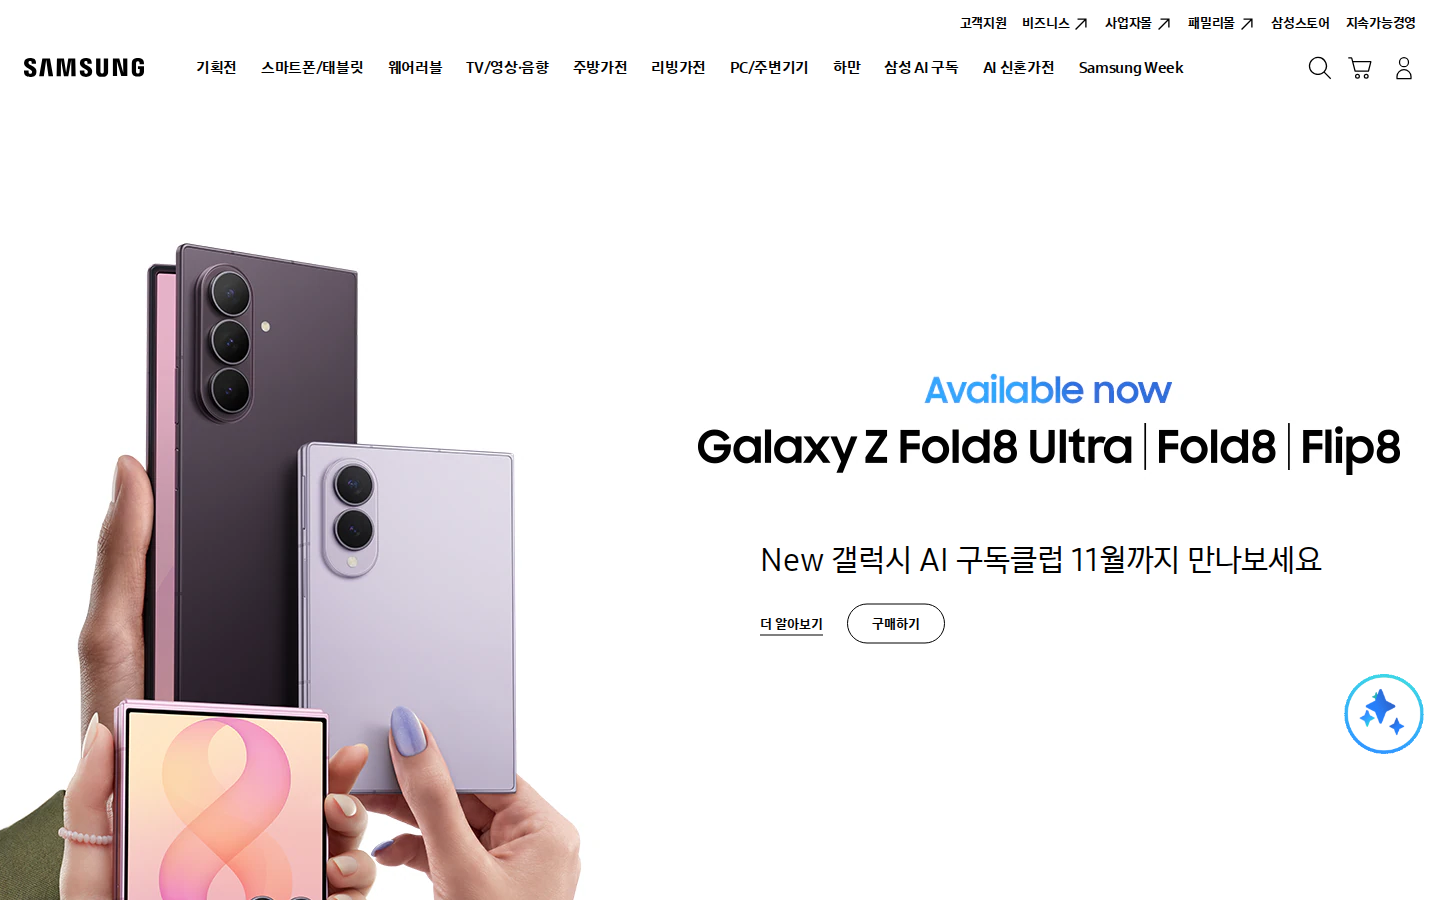 고객지원 비즈니스 사업자몰 패밀리몰 삼성스토어 지속가능경영
SAMSUNG 기획전 스마트폰/태블릿 웨어러블 TV/영상·음향 주방가전 리빙가전 PC/주변기기 하만 삼성 AI 구독 AI 신혼가전 Samsung Week
Available now
Galaxy Z Fold8 Ultra | Fold8 | Flip8
New 갤럭시 AI 구독클럽 11월까지 만나보세요
더 알아보기 구매하기